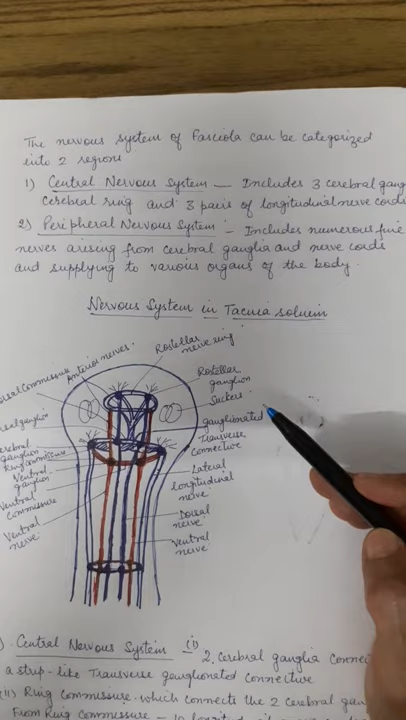 The nervous system of Fasciola can be categorized
into 2 regions
1) Central Nervous System — Includes 3 cerebral gang
cerebral ring and 3 pairs of longitudinal nerve cords
2) Peripheral Nervous System - Includes numerous fine
nerves arising from cerebral ganglia and nerve cords
and supplying to various organs of the body.
Nervous System in Taenia solium
Rostellar nerve ring
Anterior nerves.
commissure
Rostellar
ganglion
Suckers
ganglionated
Transverse
connective
ganglion
cerebral
ganglion
Ring commissure
Ventral
ganglion
Ventral
commissure
Ventral
nerve
Lateral
longitudinal
nerve
Dorsal
nerve
Ventral
nerve
Central Nervous System — (i)
2 cerebral ganglia connec
a strip-like Transverse ganglionated connective
(ii) Ring commissure - which connects the 2 cerebral gan
From Ring commissure - 10